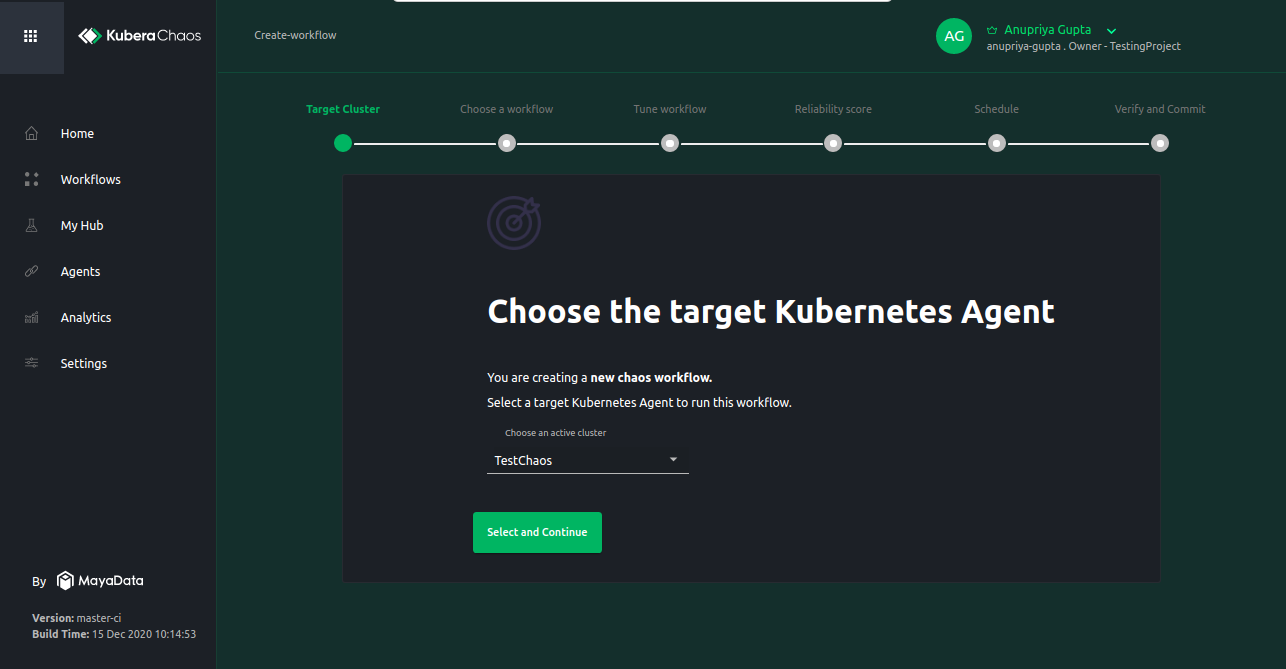 KuberaChaos
Create-workflow
AG
Anupriya Gupta
anupriya-gupta . Owner - TestingProject
Home
Workflows
My Hub
Agents
Analytics
Settings
By MayaData
Version: master-ci
Build Time: 15 Dec 2020 10:14:53
Target Cluster
Choose a workflow
Tune workflow
Reliability score
Schedule
Verify and Commit
Choose the target Kubernetes Agent
You are creating a new chaos workflow.
Select a target Kubernetes Agent to run this workflow.
Choose an active cluster
TestChaos
Select and Continue